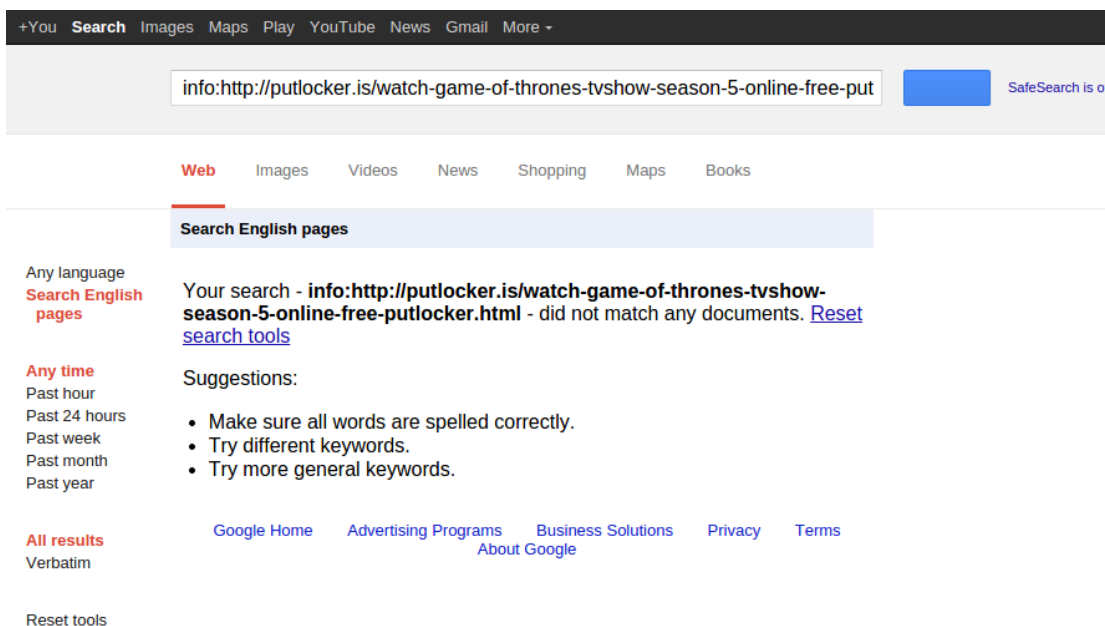 +You Search Images Maps Play YouTube News Gmail More
info:http://putlocker.is/watch-game-of-thrones-tvshow-season-5-online-free-put
SafeSearch is o
Web Images Videos News Shopping Maps Books
Search English pages
Any language
Search English
pages
Any time
Past hour
Past 24 hours
Past week
Past month
Past year
All results
Verbatim
Reset tools
Your search - info:http://putlocker.is/watch-game-of-thrones-tvshow-
season-5-online-free-putlocker.html - did not match any documents. Reset
search tools
Suggestions:
• Make sure all words are spelled correctly.
• Try different keywords.
• Try more general keywords.
Google Home Advertising Programs Business Solutions Privacy Terms
About Google